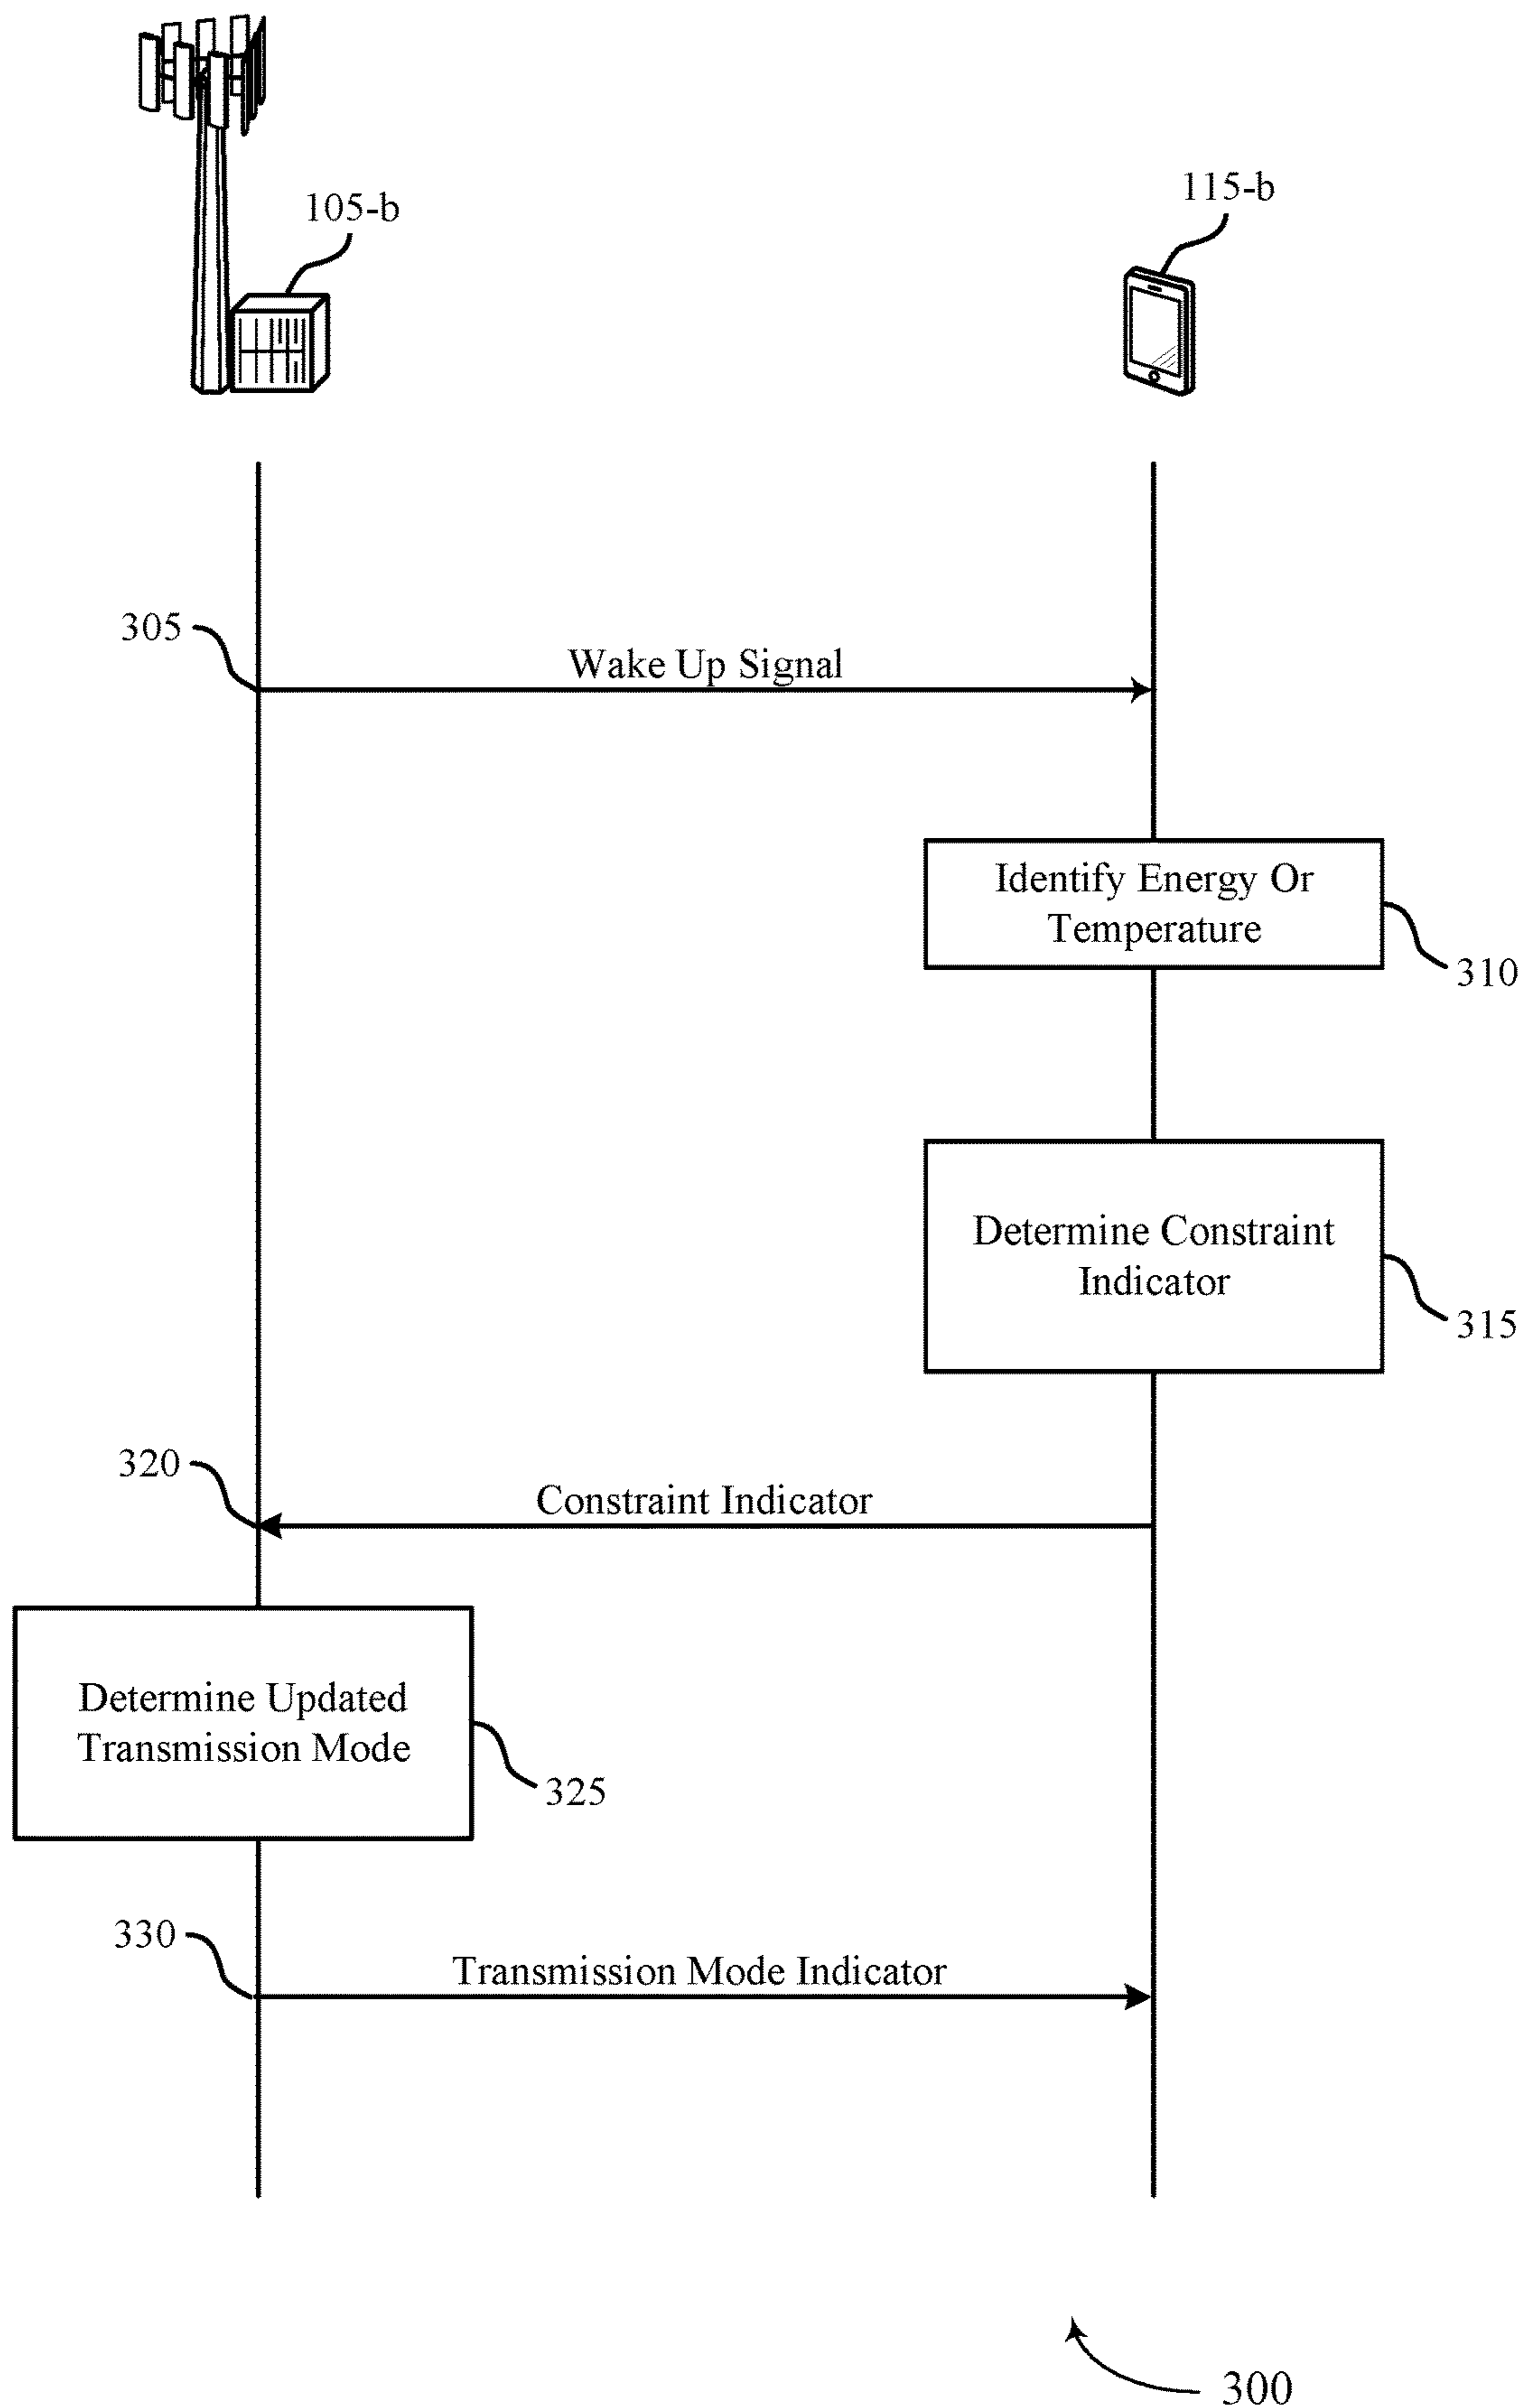 105-b
115-b
305
Wake Up Signal
Identify Energy Or
Temperature
310
Determine Constraint
Indicator
315
320
Constraint Indicator
Determine Updated
Transmission Mode
325
330
Transmission Mode Indicator
300